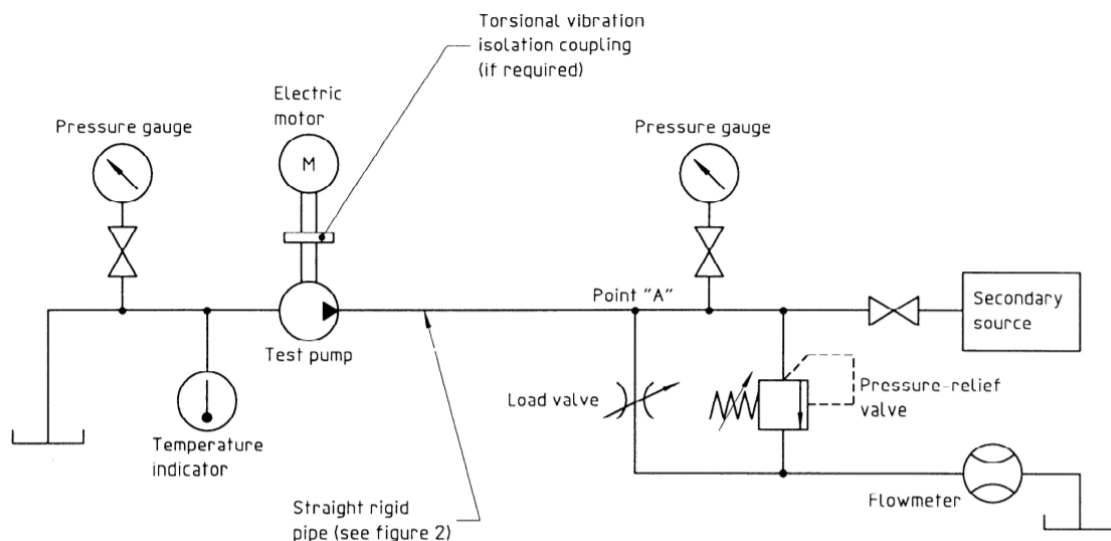 Torsional vibration
isolation coupling
(if required)
Electric
motor
Pressure gauge
Pressure gauge
M
Point "A"
Secondary
source
Test pump
Load valve
Pressure-relief
valve
Temperature
indicator
Flowmeter
Straight rigid
pipe (see figure 2)